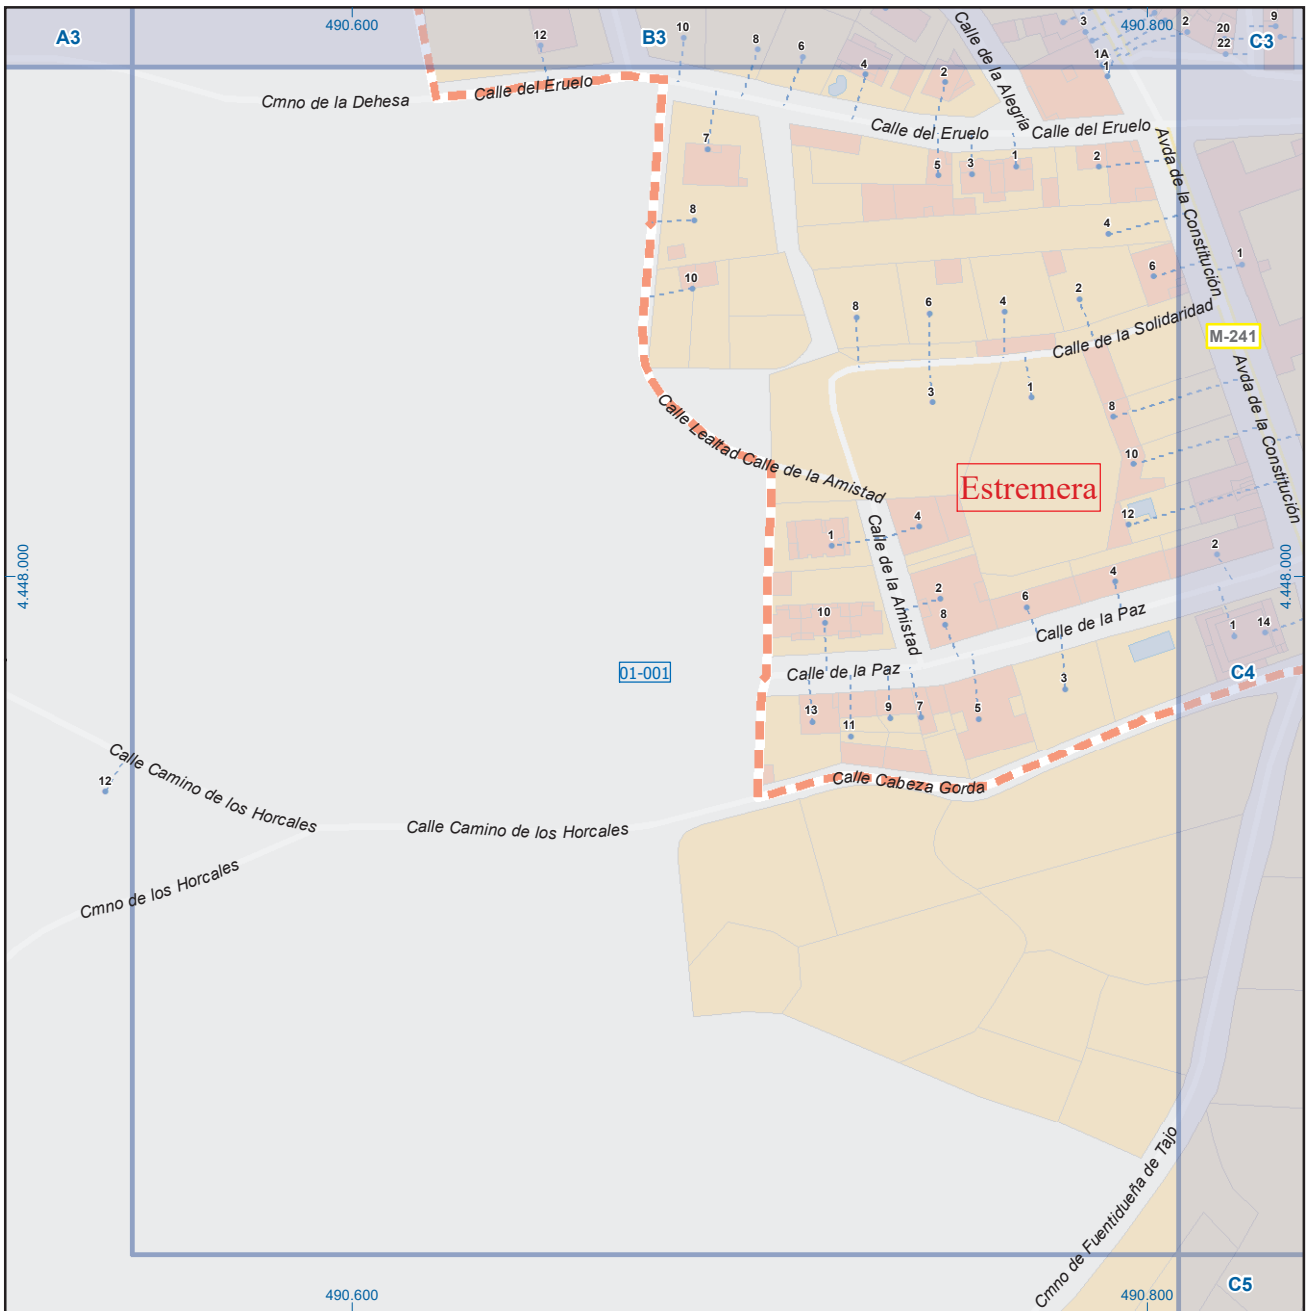 490.600
490.800
A3
B3
C3
12
10
8
6
4
2
3
1A
1
2
20
22
9
Calle de la Alegría
Cmno de la Dehesa
Calle del Eruelo
Calle del Eruelo
Calle del Eruelo
Avda de la Constitución
7
5
3
1
2
8
4
10
6
1
8
6
4
2
Calle de la Solidaridad
M-241
Avda de la Constitución
3
1
8
Calle Lealtad
Calle de la Amistad
10
Estremera
12
1
4
Calle de la Amistad
2
4.448.000
4.448.000
10
2
8
6
4
Calle de la Paz
1
14
01-001
Calle de la Paz
3
C4
13
11
9
7
5
Calle Cabeza Gorda
12
Calle Camino de los Horcales
Calle Camino de los Horcales
Cmno de los Horcales
Cmno de Fuentidueña de Tajo
490.600
490.800
C5